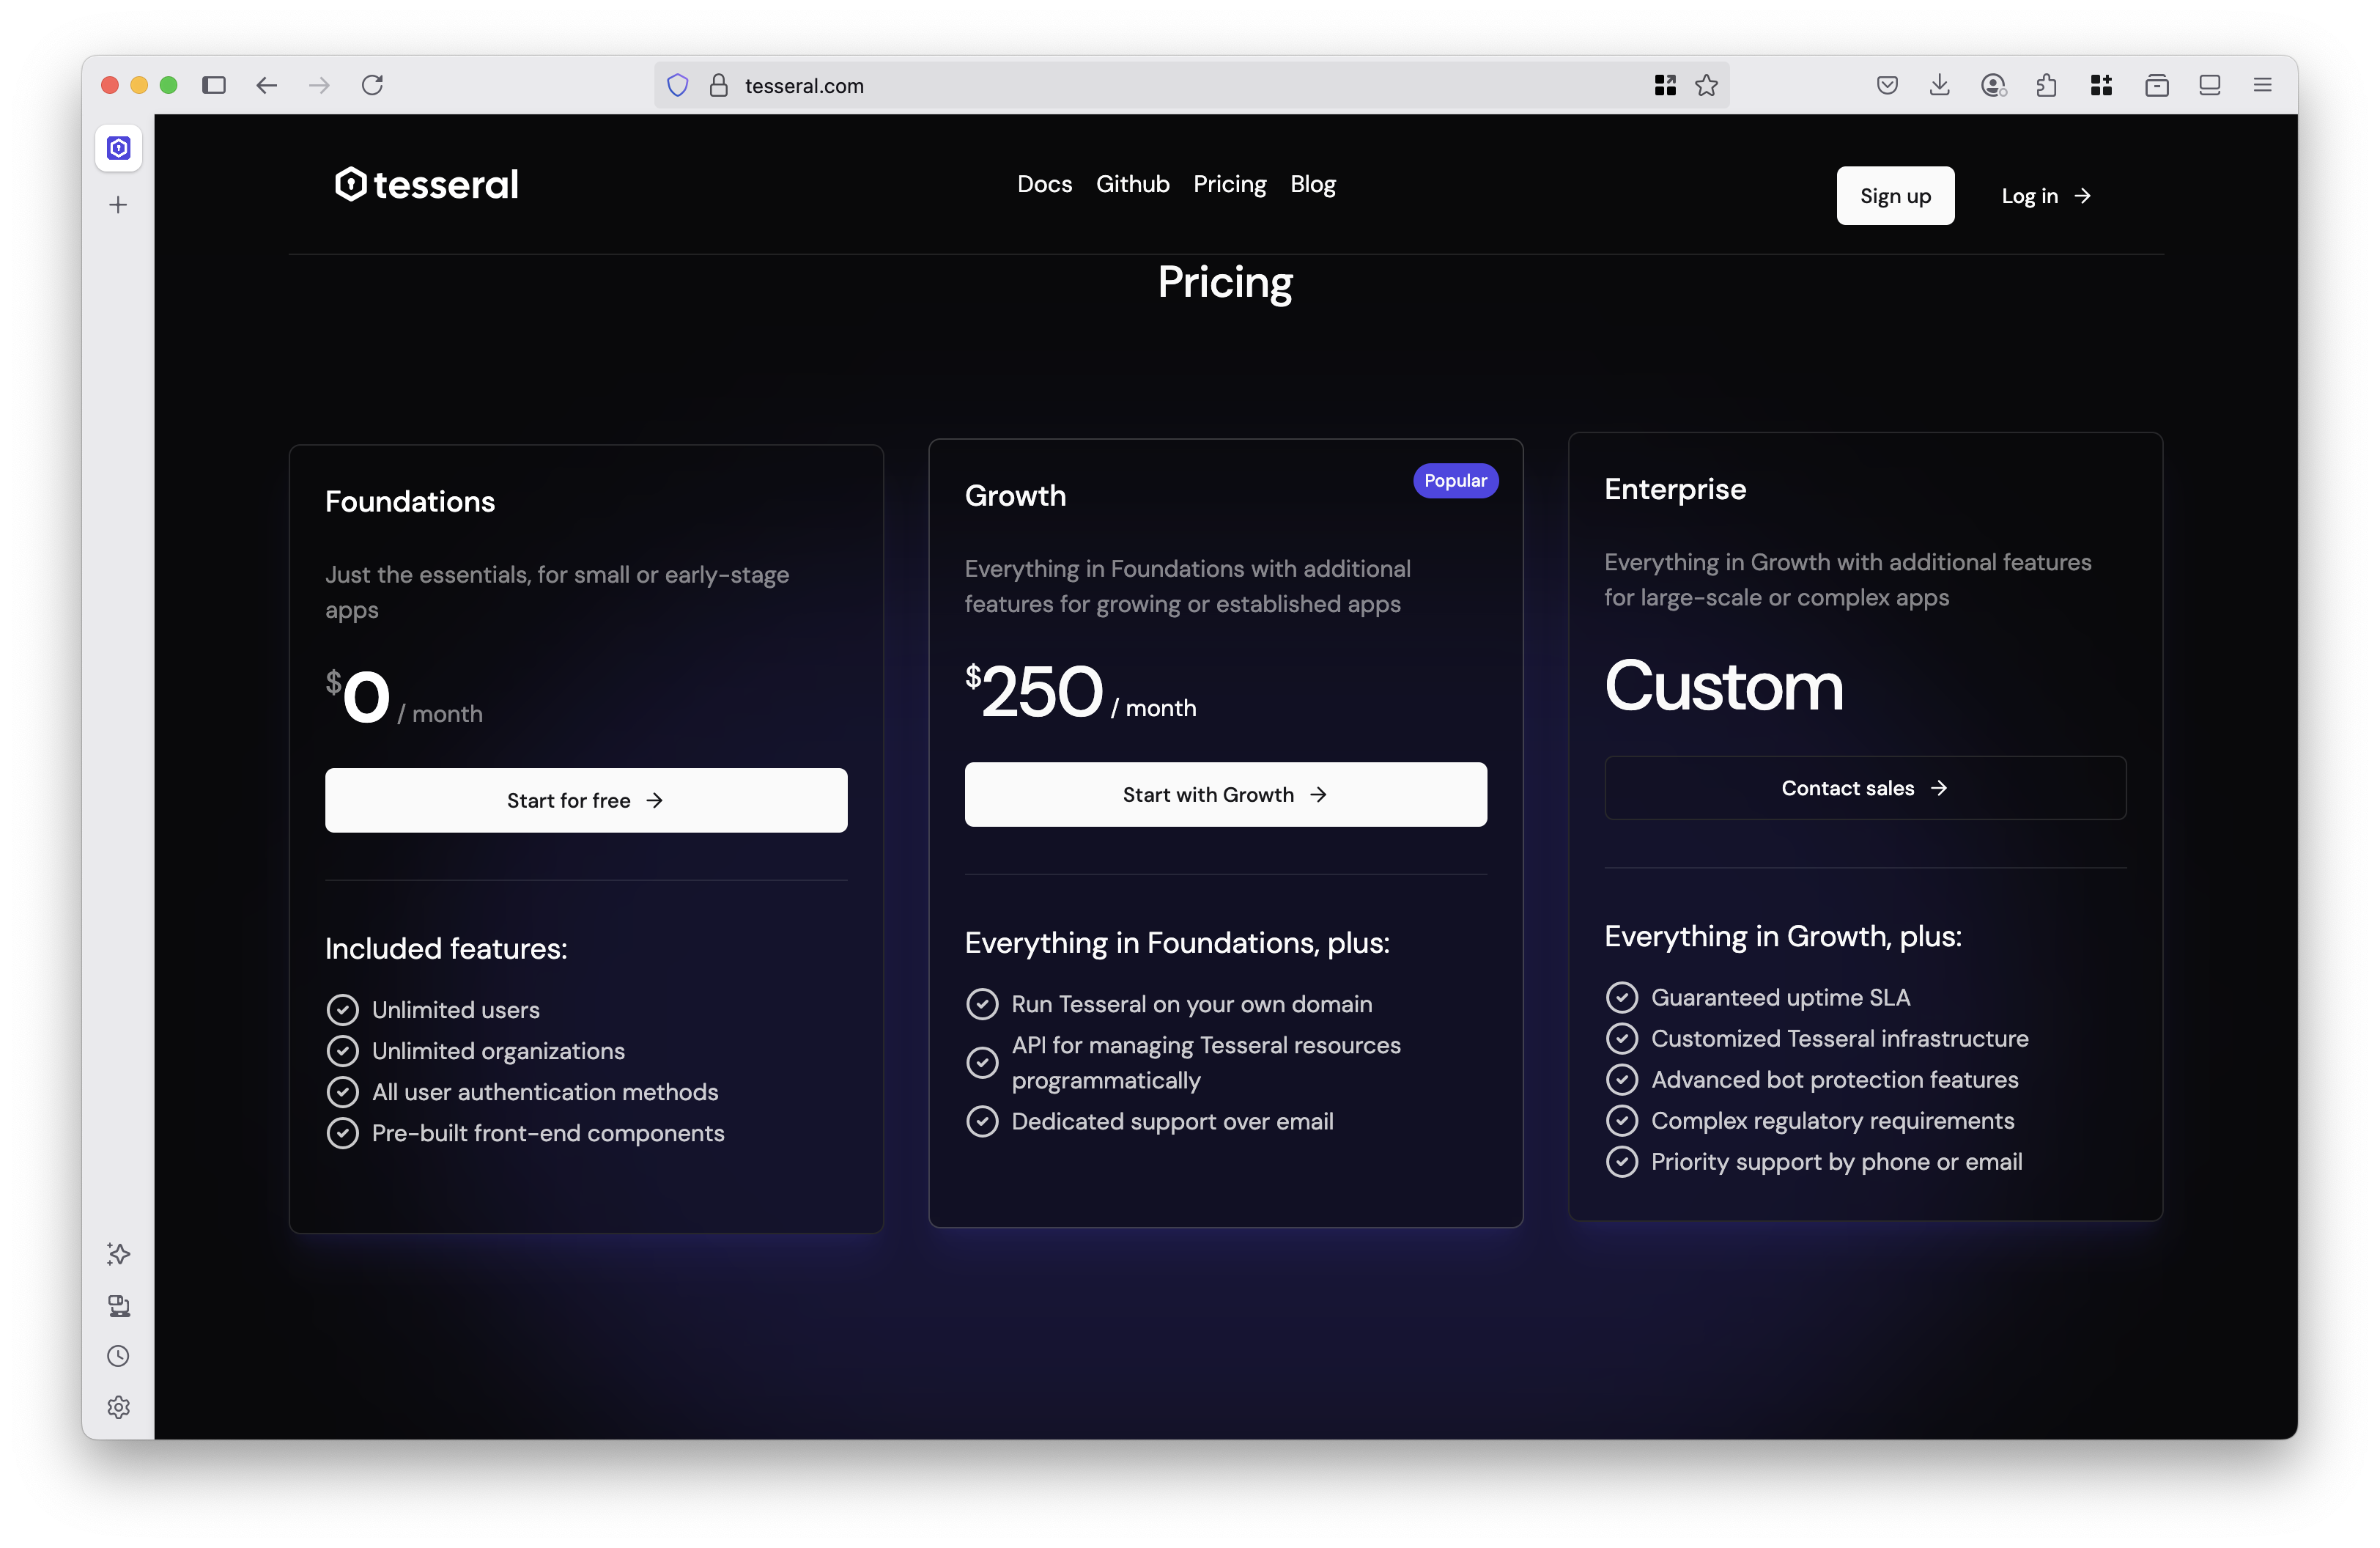 tesseral.com
tesseral
Docs Github Pricing Blog
Sign up
Log in
Pricing
Foundations
Just the essentials, for small or early-stage
apps
$0 / month
Start for free
Included features:
Unlimited users
Unlimited organizations
All user authentication methods
Pre-built front-end components
Growth
Popular
Everything in Foundations with additional
features for growing or established apps
$250 / month
Start with Growth
Everything in Foundations, plus:
Run Tesseral on your own domain
API for managing Tesseral resources
programmatically
Dedicated support over email
Enterprise
Everything in Growth with additional features
for large-scale or complex apps
Custom
Contact sales
Everything in Growth, plus:
Guaranteed uptime SLA
Customized Tesseral infrastructure
Advanced bot protection features
Complex regulatory requirements
Priority support by phone or email